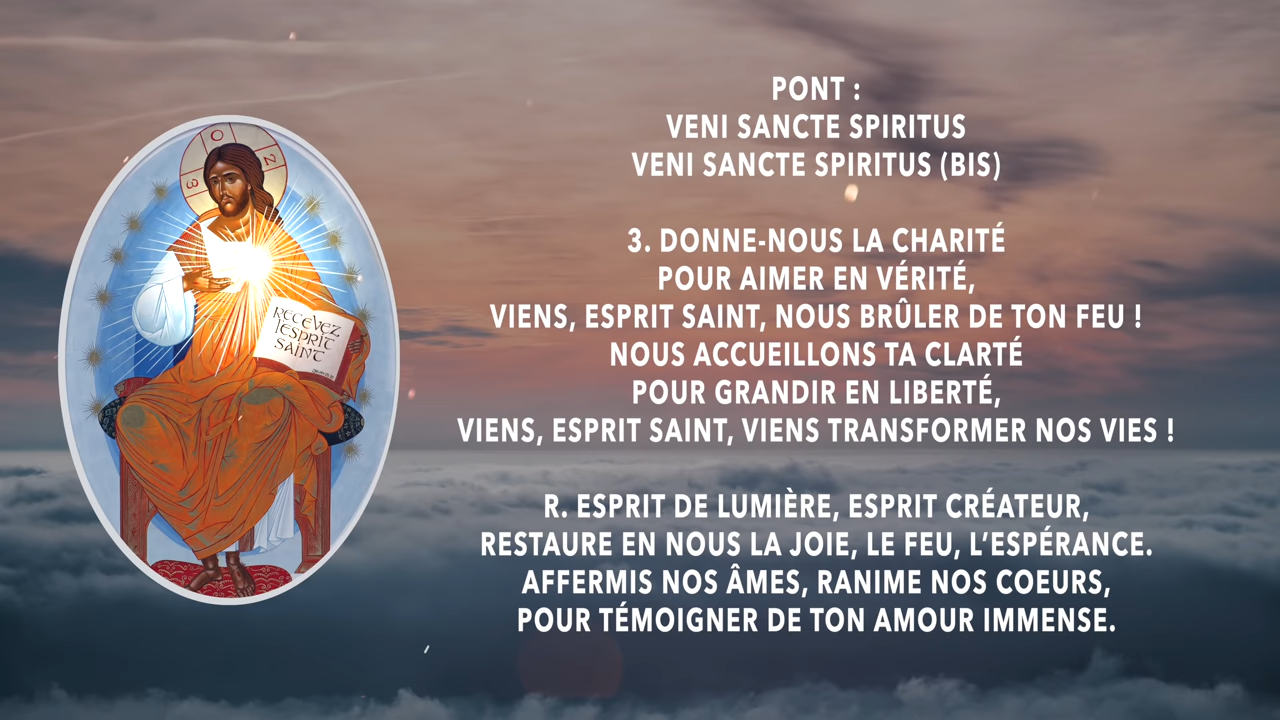 O
3 2
RECEVEZ
l'ESPRIT
SAINT
PONT :
VENI SANCTE SPIRITUS
VENI SANCTE SPIRITUS (BIS)
3. DONNE-NOUS LA CHARITÉ
POUR AIMER EN VÉRITÉ,
VIENS, ESPRIT SAINT, NOUS BRÛLER DE TON FEU !
NOUS ACCUEILLONS TA CLARTÉ
POUR GRANDIR EN LIBERTÉ,
VIENS, ESPRIT SAINT, VIENS TRANSFORMER NOS VIES !
R. ESPRIT DE LUMIÈRE, ESPRIT CRÉATEUR,
RESTAURE EN NOUS LA JOIE, LE FEU, L’ESPÉRANCE.
AFFERMIS NOS ÂMES, RANIME NOS COEURS,
POUR TÉMOIGNER DE TON AMOUR IMMENSE.